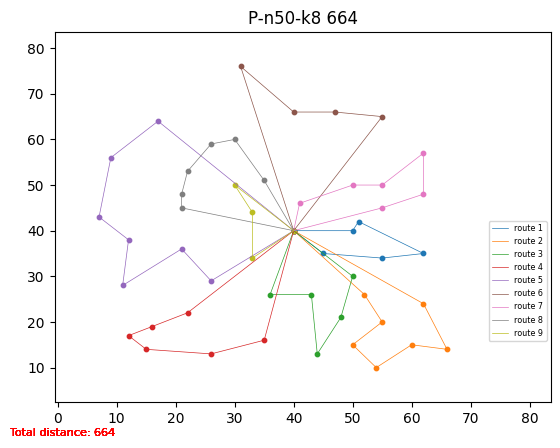 P-n50-k8 664
80
70
60
50
40
30
20
10
0 10 20 30 40 50 60 70 80
route 1
route 2
route 3
route 4
route 5
route 6
route 7
route 8
route 9
Total distance: 664